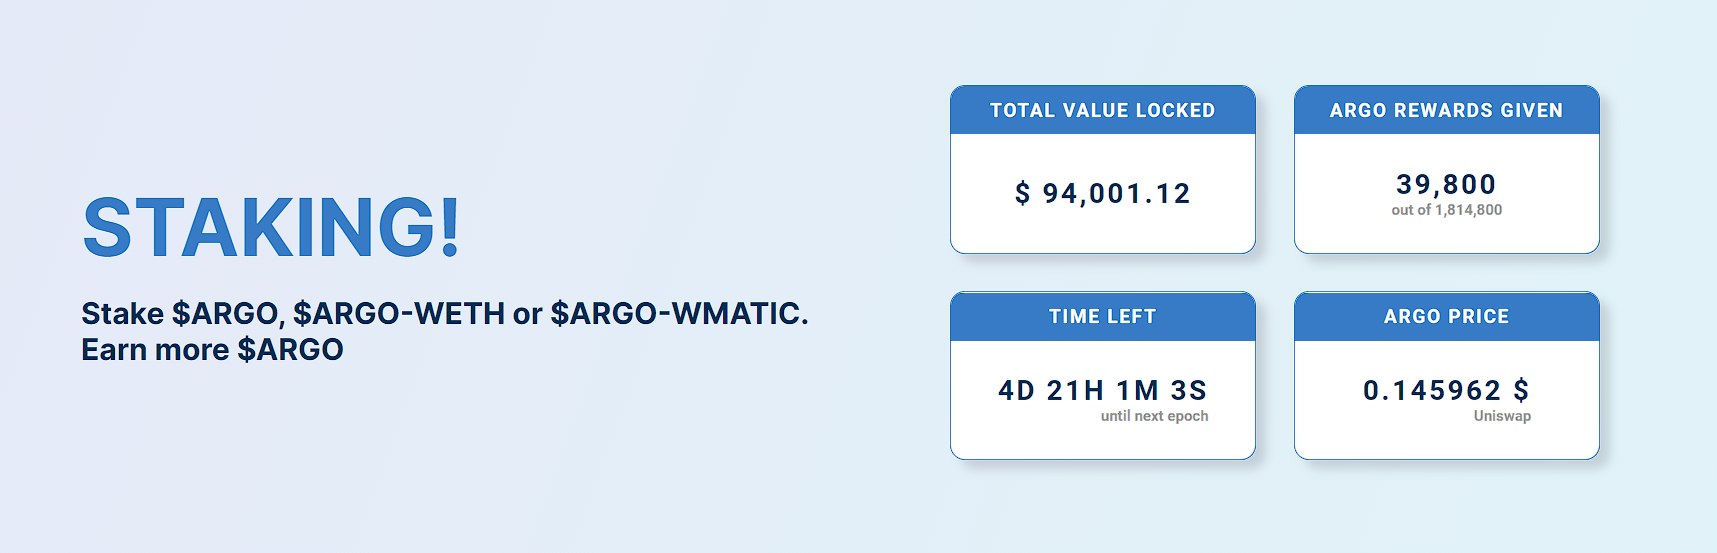 STAKING!
Stake $ARGO, $ARGO-WETH or $ARGO-WMATIC.
Earn more $ARGO
TOTAL VALUE LOCKED
$ 94,001.12
ARGO REWARDS GIVEN
39,800
out of 1,814,800
TIME LEFT
4D 21H 1M 3S
until next epoch
ARGO PRICE
0.145962 $
Uniswap